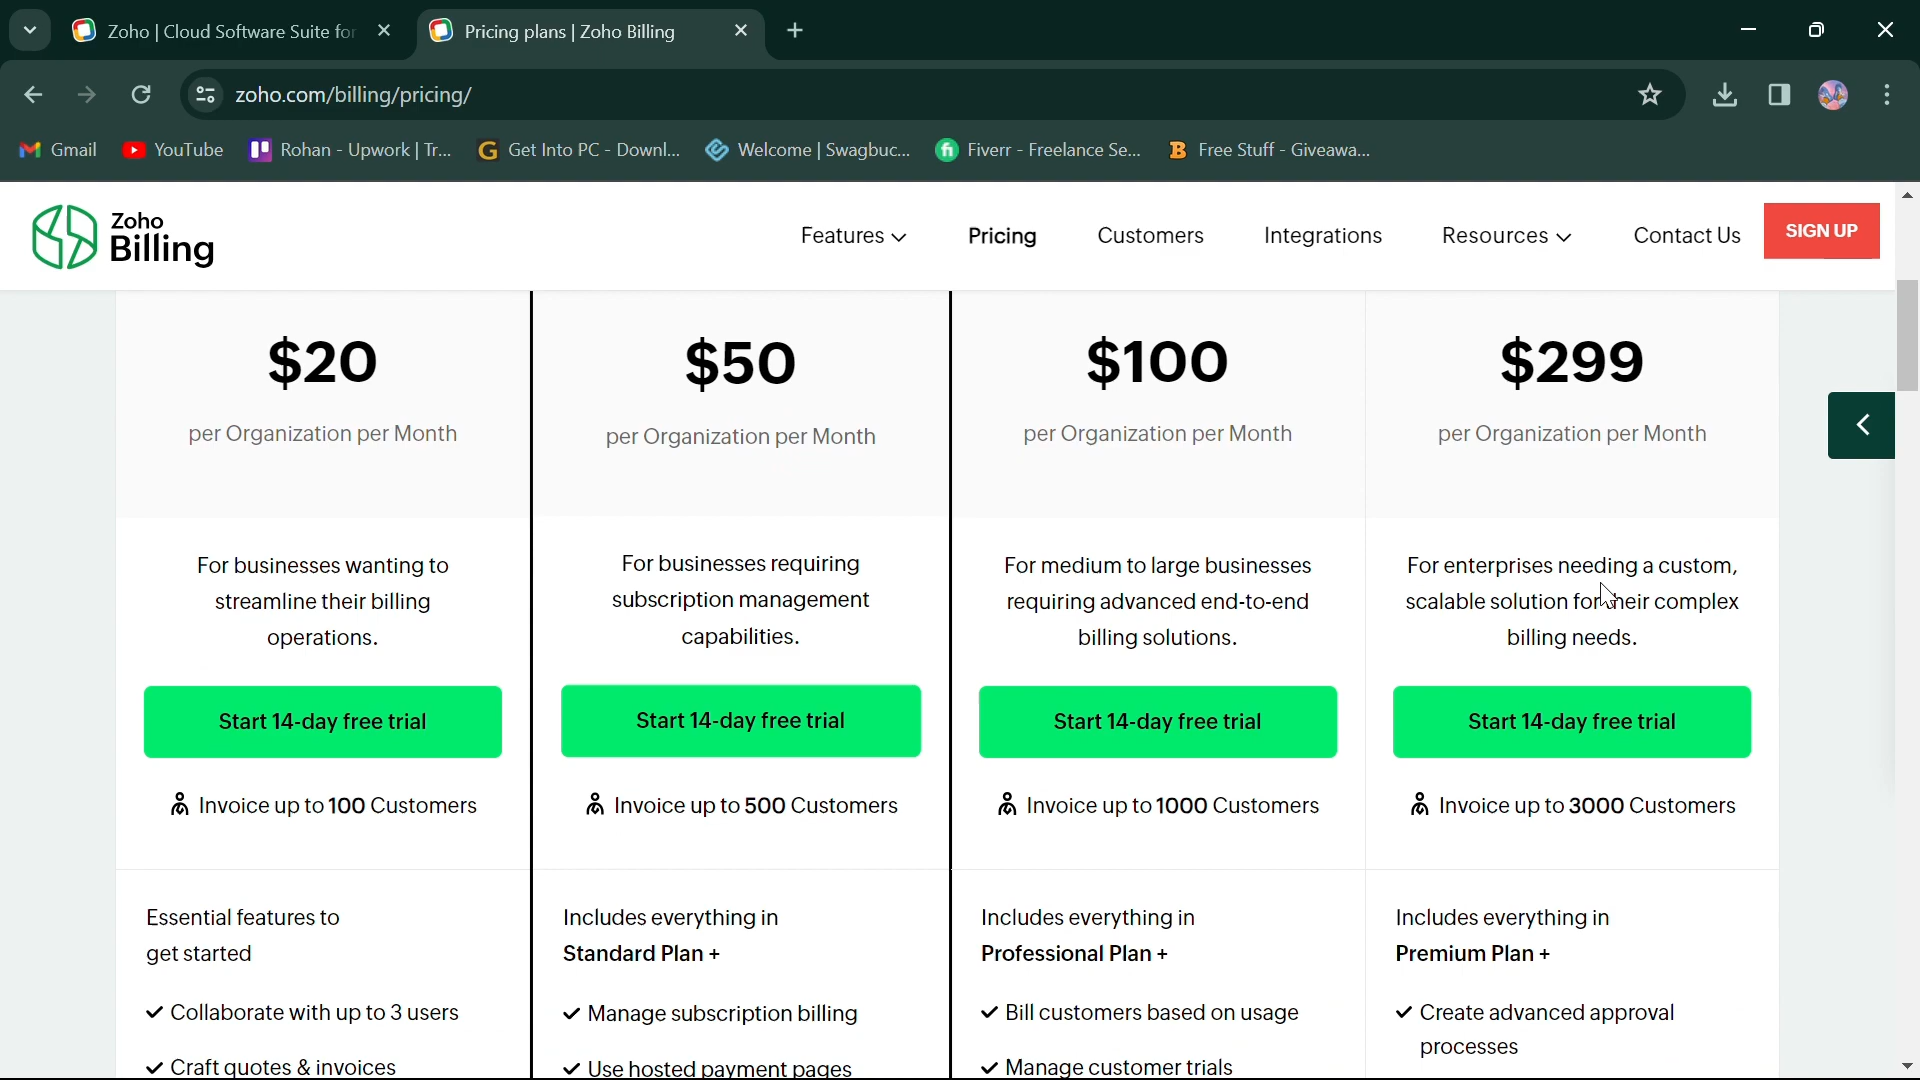 Zoho | Cloud Software Suite for
Pricing plans | Zoho Billing
zoho.com/billing/pricing/
Gmail
YouTube
Rohan - Upwork | Tr...
Get Into PC - Downl...
Welcome | Swagbuc...
Fiverr - Freelance Se...
Free Stuff - Giveawa...
Zoho
Billing
Features
Pricing
Customers
Integrations
Resources
Contact Us
SIGN UP
$20
per Organization per Month
For businesses wanting to
streamline their billing
operations.
Start 14-day free trial
Invoice up to 100 Customers
Essential features to
get started
Collaborate with up to 3 users
Craft quotes & invoices
$50
per Organization per Month
For businesses requiring
subscription management
capabilities.
Start 14-day free trial
Invoice up to 500 Customers
Includes everything in
Standard Plan +
Manage subscription billing
Use hosted payment pages
$100
per Organization per Month
For medium to large businesses
requiring advanced end-to-end
billing solutions.
Start 14-day free trial
Invoice up to 1000 Customers
Includes everything in
Professional Plan +
Bill customers based on usage
Manage customer trials
$299
per Organization per Month
For enterprises needing a custom,
scalable solution for their complex
billing needs.
Start 14-day free trial
Invoice up to 3000 Customers
Includes everything in
Premium Plan +
Create advanced approval
processes